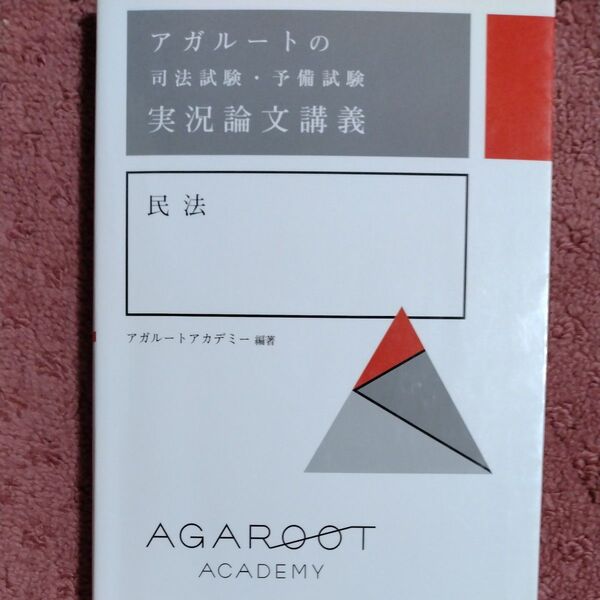 アガルートの
司法試験・予備試験
実況論文講義
民法
アガルートアカデミー 編著
AGAROOT
ACADEMY